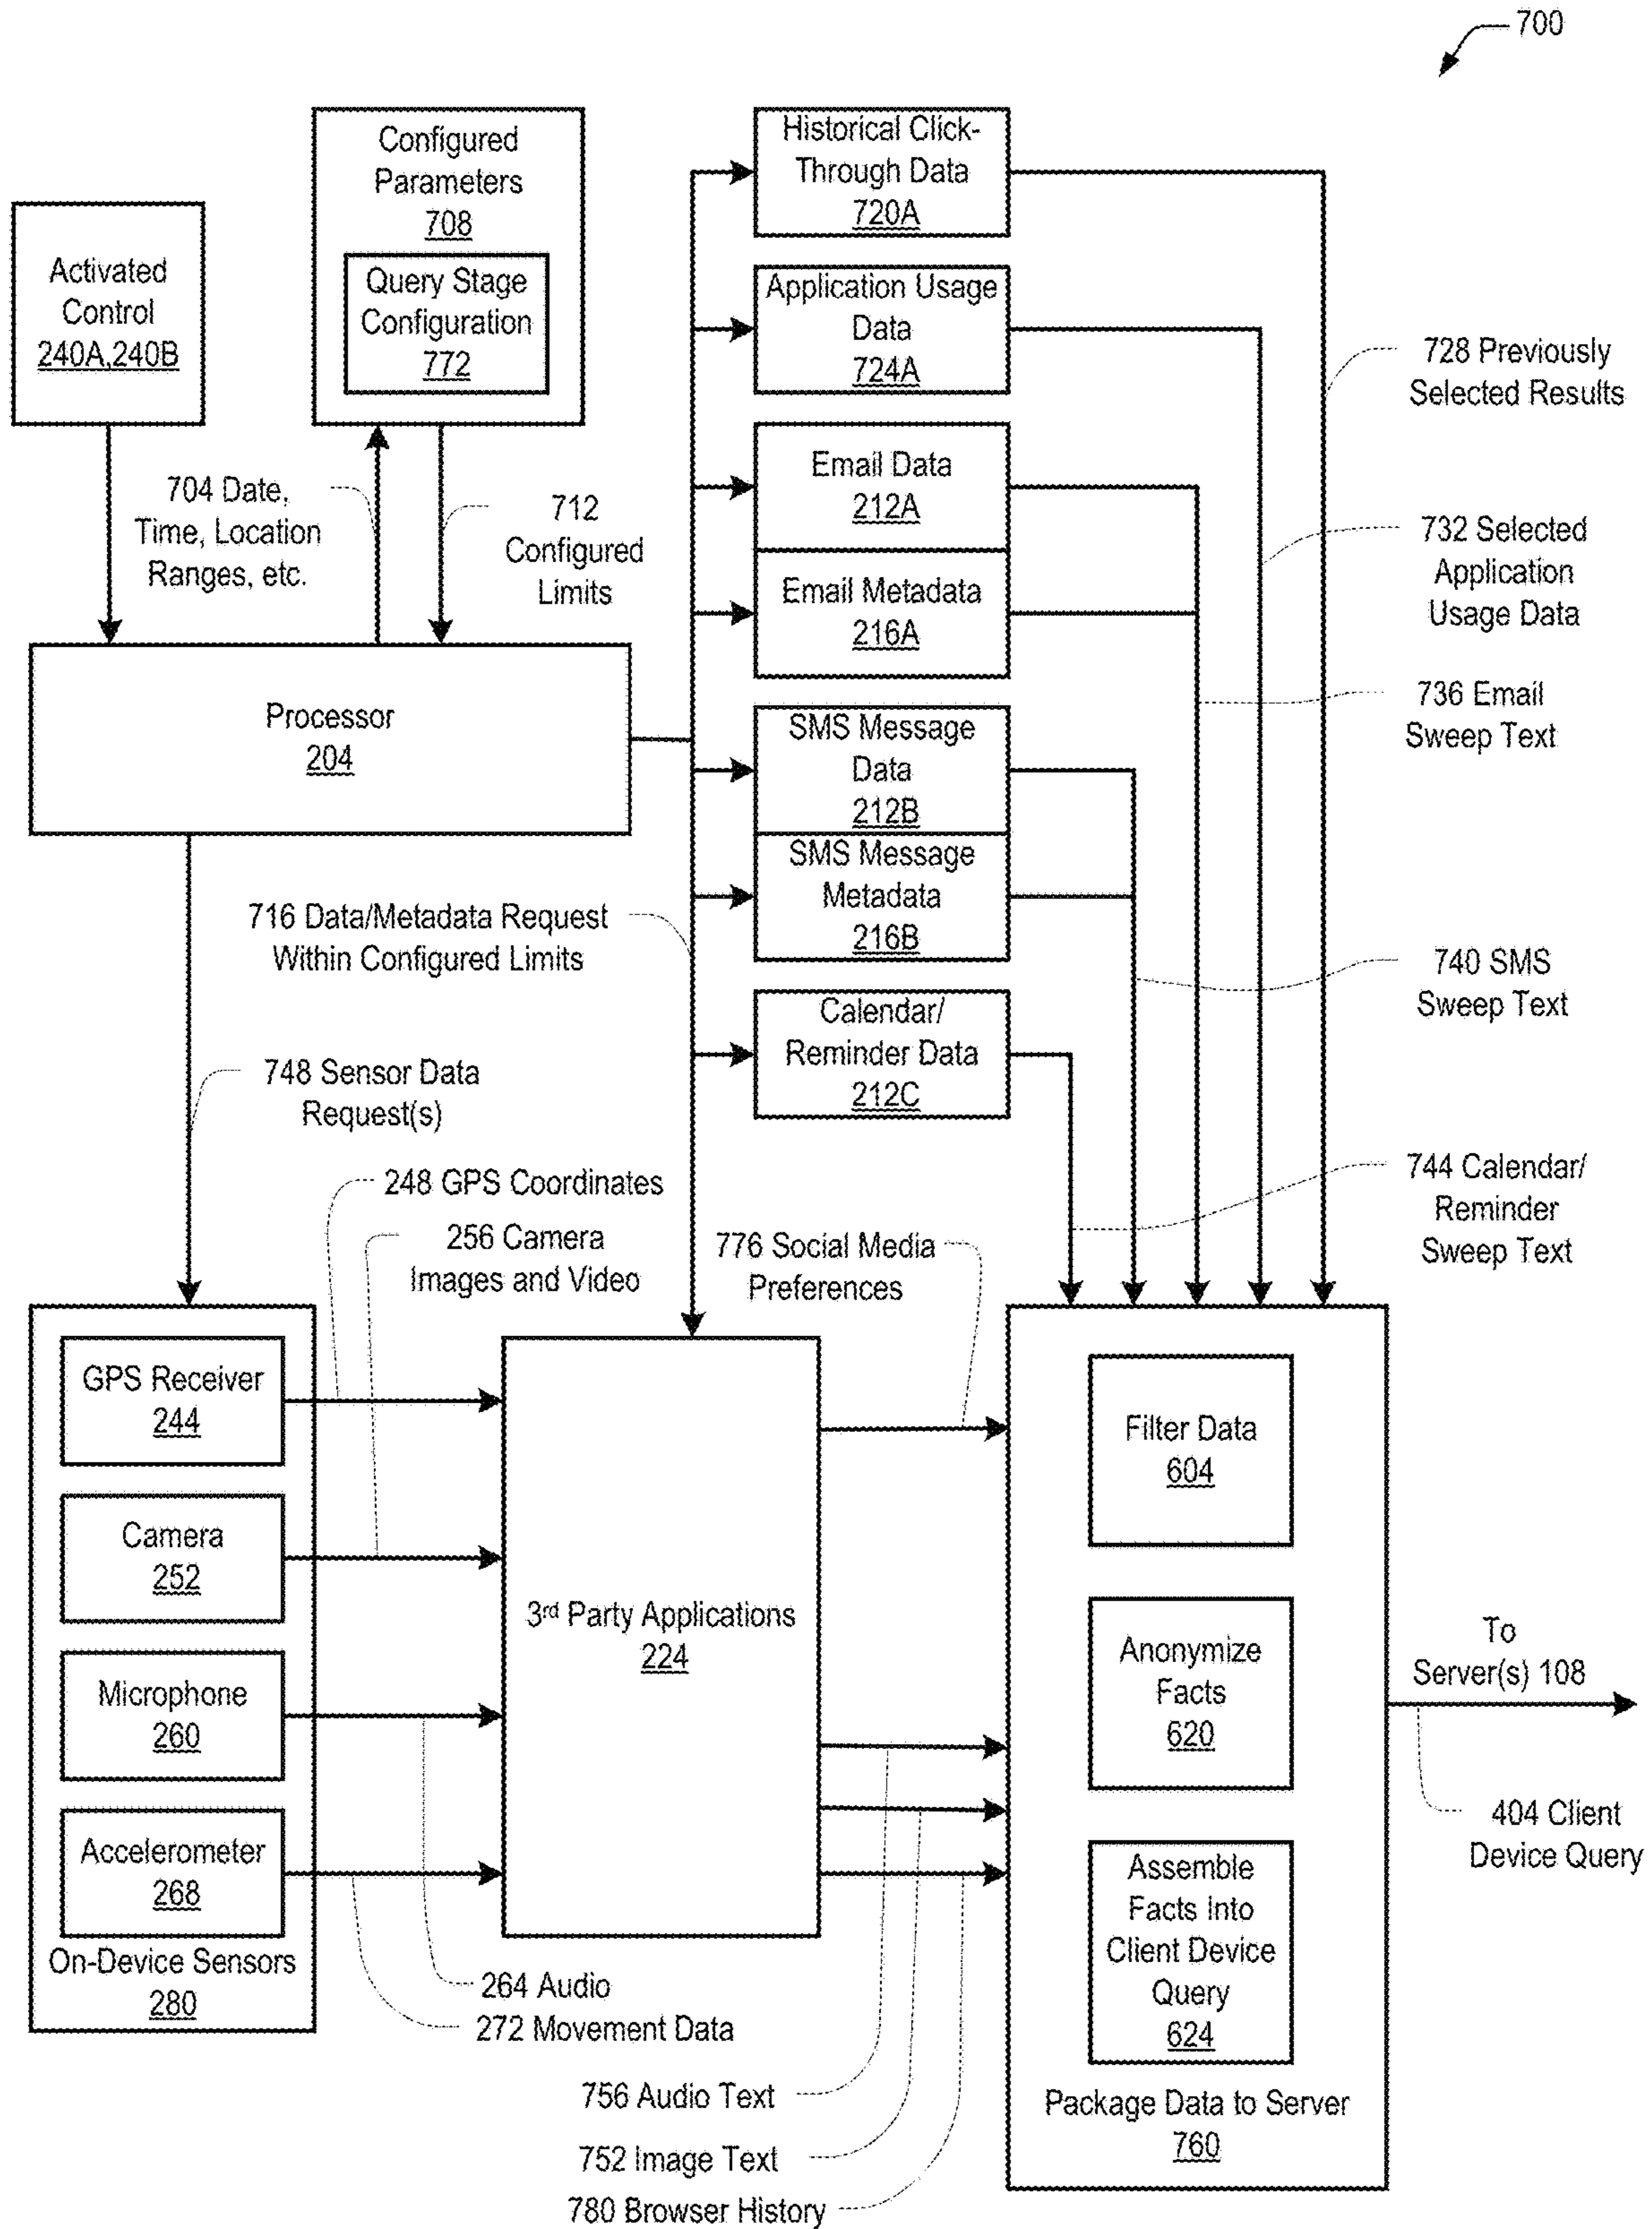 700
Configured
Parameters
708
Query Stage
Configuration
772
Activated
Control
240A,240B
704 Date,
Time, Location
Ranges, etc.
712
Configured
Limits
Processor
204
Historical Click-
Through Data
720A
Application Usage
Data
724A
Email Data
212A
Email Metadata
216A
SMS Message
Data
212B
SMS Message
Metadata
216B
Calendar/
Reminder Data
212C
728 Previously
Selected Results
732 Selected
Application
Usage Data
736 Email
Sweep Text
740 SMS
Sweep Text
744 Calendar/
Reminder
Sweep Text
716 Data/Metadata Request
Within Configured Limits
748 Sensor Data
Request(s)
248 GPS Coordinates
256 Camera
Images and Video
776 Social Media
Preferences
GPS Receiver
244
Camera
252
Microphone
260
Accelerometer
268
On-Device Sensors
280
3rd Party Applications
224
Filter Data
604
Anonymize
Facts
620
Assemble
Facts Into
Client Device
Query
624
Package Data to Server
760
To
Server(s) 108
404 Client
Device Query
264 Audio
272 Movement Data
756 Audio Text
752 Image Text
780 Browser History